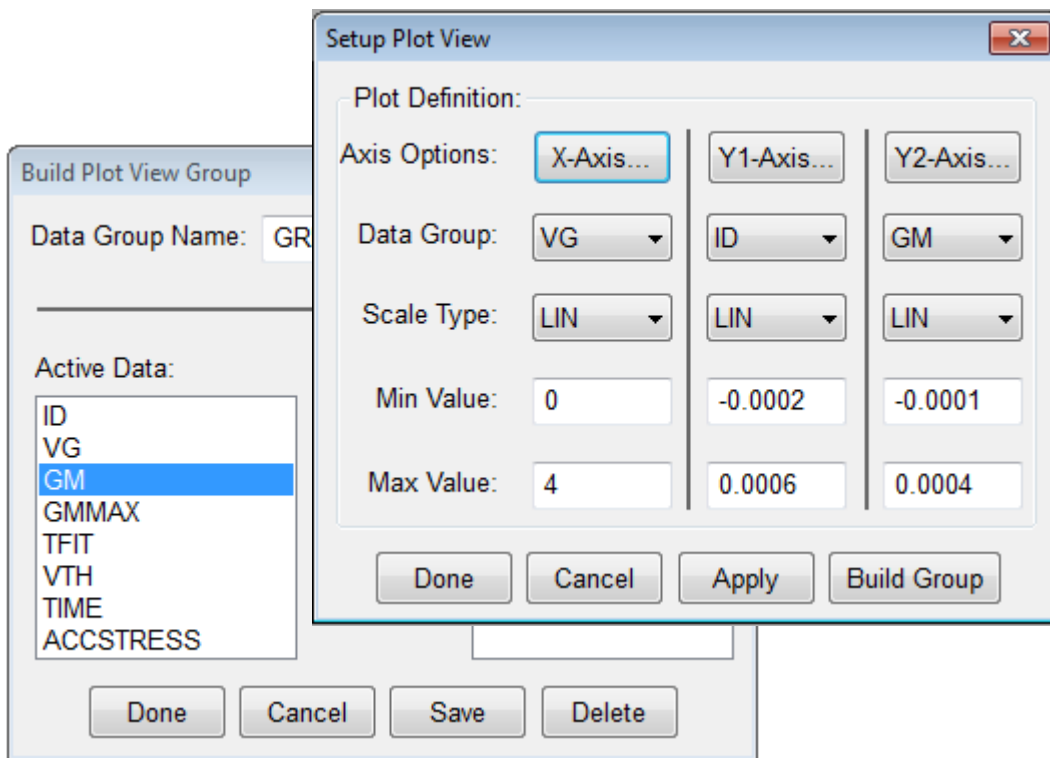 Setup Plot View
Plot Definition:
Axis Options: X-Axis... Y1-Axis... Y2-Axis...
Data Group: VG ID GM
Scale Type: LIN LIN LIN
Min Value: 0 -0.0002 -0.0001
Max Value: 4 0.0006 0.0004
Done Cancel Apply Build Group
Build Plot View Group
Data Group Name: GR
Active Data:
ID
VG
GM
GMMAX
TFIT
VTH
TIME
ACCSTRESS
Done Cancel Save Delete